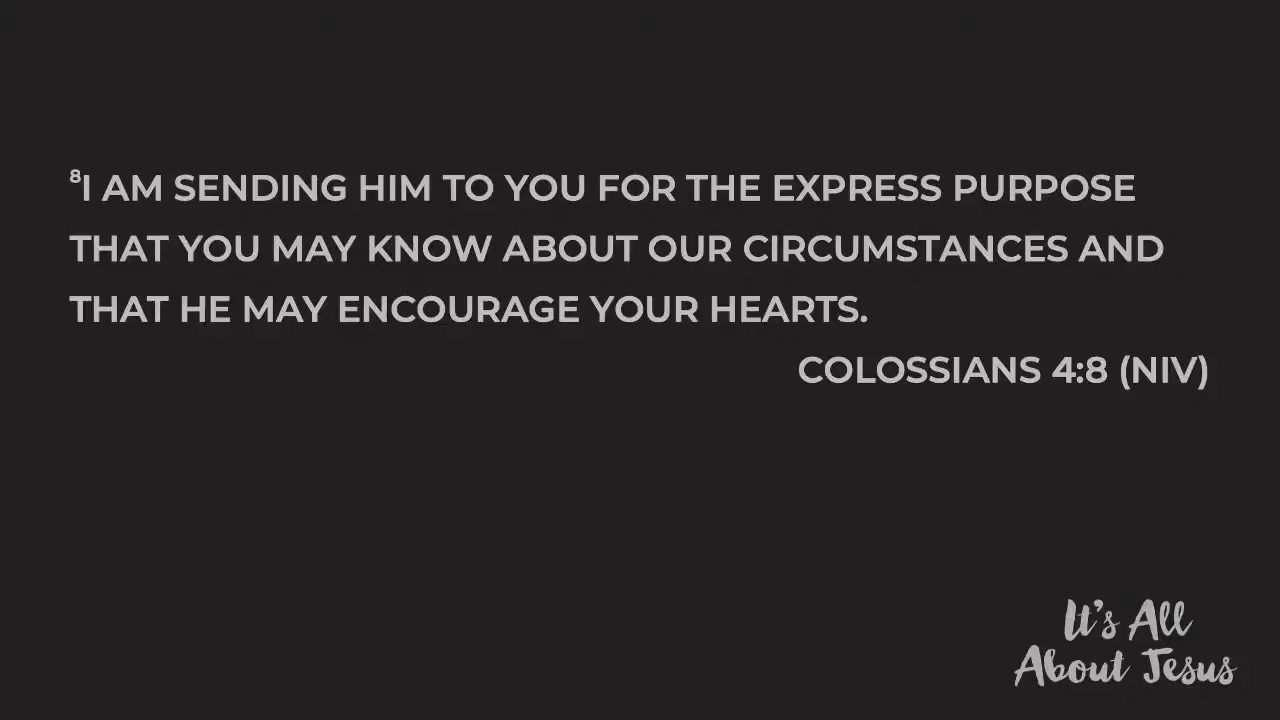 ⁸I AM SENDING HIM TO YOU FOR THE EXPRESS PURPOSE
THAT YOU MAY KNOW ABOUT OUR CIRCUMSTANCES AND
THAT HE MAY ENCOURAGE YOUR HEARTS.
COLOSSIANS 4:8 (NIV)
It's All
About Jesus